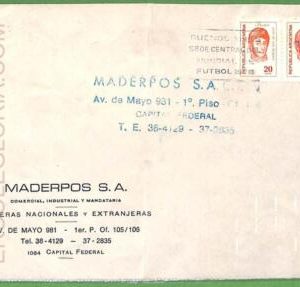 BUENOS
SEDE CENTRAL
MUNDIAL
FUTBOL
REPUBLICA ARGENTINA
20
MADERPOS S.A.
Av. de Mayo 981 - 1º. Piso
CAPITAL FEDERAL
T. E. 38-4129 - 37-2835
MADERPOS S.A.
COMERCIAL, INDUSTRIAL Y MANDATARIA
ERAS NACIONALES Y EXTRANJERAS
DE MAYO 981 - 1er. P. Of. 105/106
Tel. 38-4129 - 37-2835
1084 CAPITAL FEDERAL